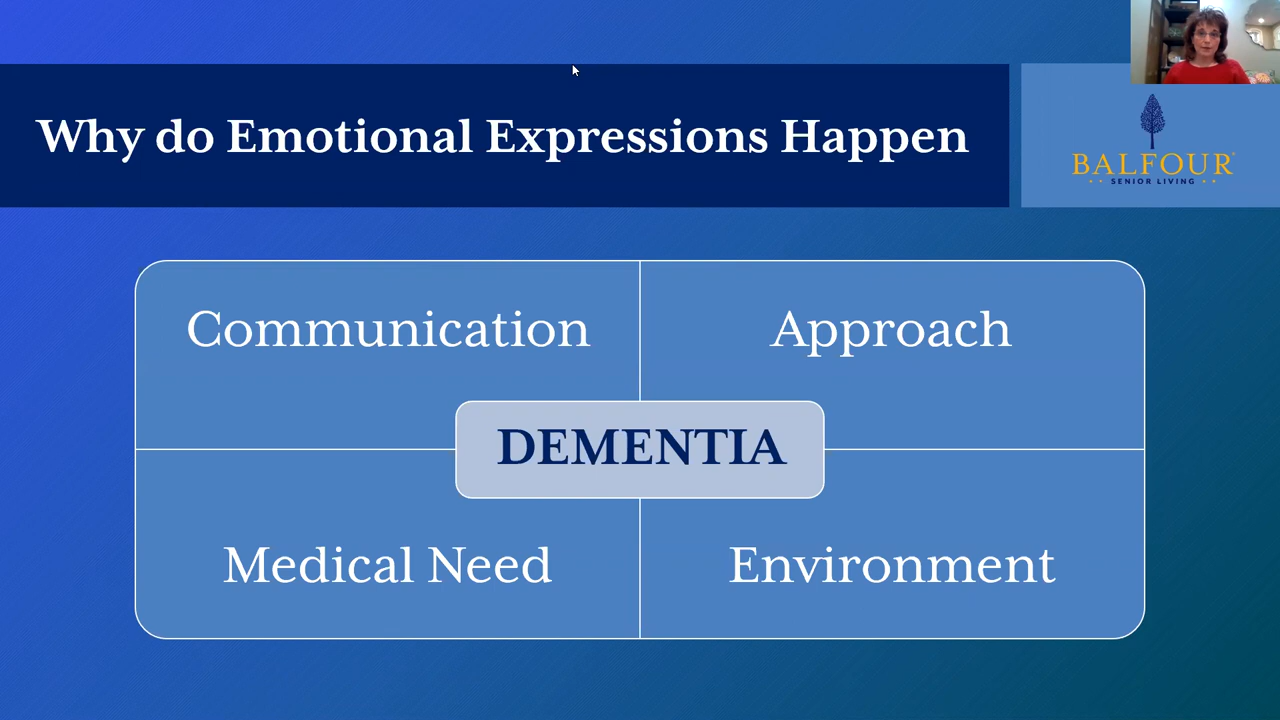 Why do Emotional Expressions Happen
BALFOUR
SENIOR LIVING
Communication
Approach
DEMENTIA
Medical Need
Environment